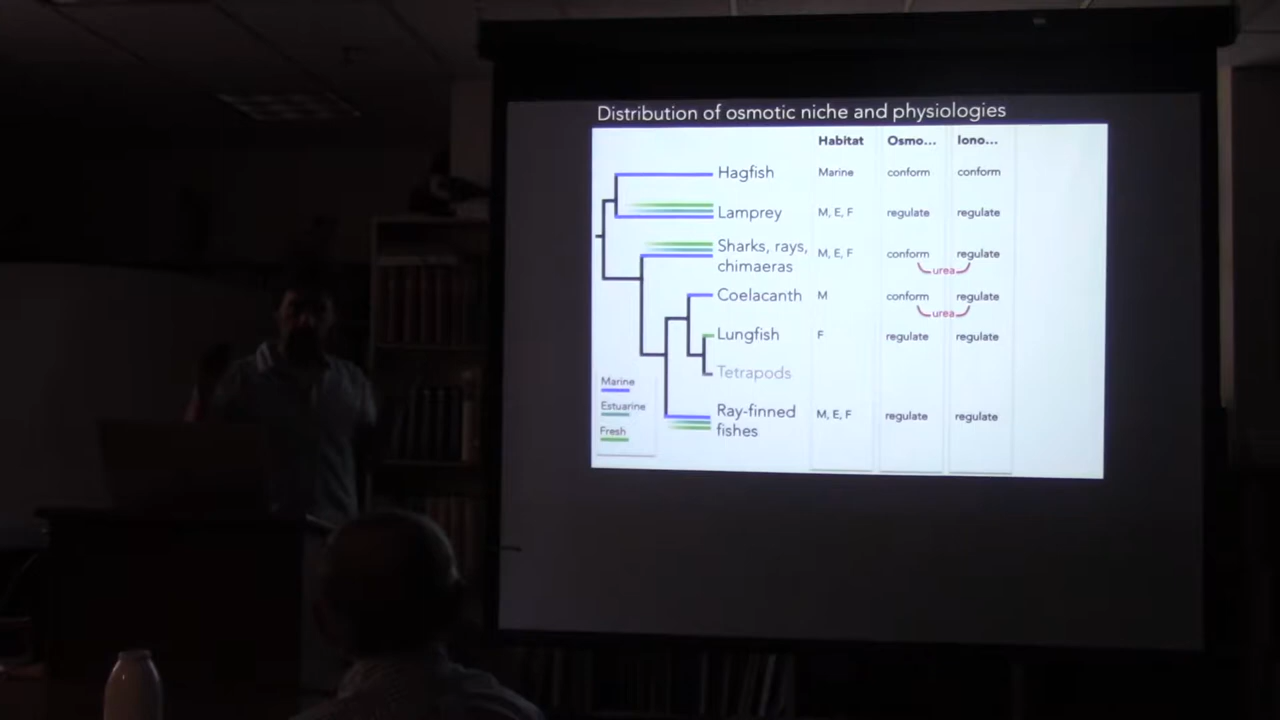 Distribution of osmotic niche and physiologies
Habitat Osmo... Iono...
Hagfish Marine conform conform
Lamprey M, E, F regulate regulate
Sharks, rays,
chimaeras M, E, F conform regulate
urea
Coelacanth M conform regulate
urea
Lungfish F regulate regulate
Tetrapods
Ray-finned
fishes M, E, F regulate regulate
Marine
Estuarine
Fresh